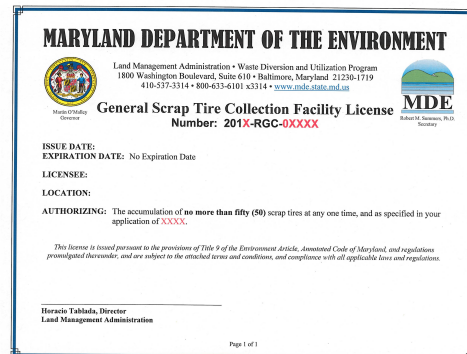 MARYLAND DEPARTMENT OF THE ENVIRONMENT
Land Management Administration • Waste Diversion and Utilization Program
1800 Washington Boulevard, Suite 610 • Baltimore, Maryland 21230-1719
410-537-3314 • 800-633-6101 x3314 • www.mde.state.md.us
Martin O'Malley
Governor
General Scrap Tire Collection Facility License
Number: 201X-RGC-0XXXX
MDE
Robert M. Summers, Ph.D.
Secretary
ISSUE DATE:
EXPIRATION DATE: No Expiration Date
LICENSEE:
LOCATION:
AUTHORIZING: The accumulation of no more than fifty (50) scrap tires at any one time, and as specified in your
application of XXXX.
This license is issued pursuant to the provisions of Title 9 of the Environment Article, Annotated Code of Maryland, and regulations
promulgated thereunder, and are subject to the attached terms and conditions, and compliance with all applicable laws and regulations.
Horacio Tablada, Director
Land Management Administration
Page 1 of 1